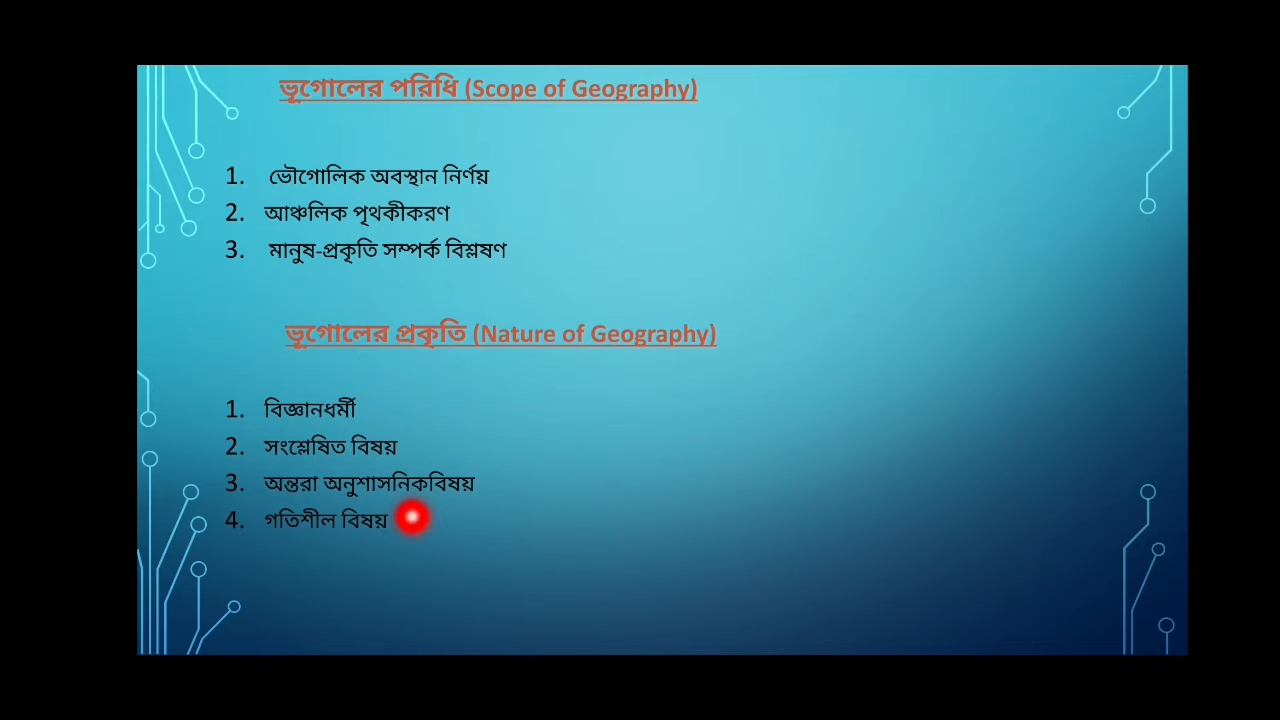 ভূগোলের পরিধি (Scope of Geography)
1. ভৌগোলিক অবস্থান নির্ণয়
2. আঞ্চলিক পৃথকীকরণ
3. মানুষ-প্রকৃতি সম্পর্ক বিশ্লষণ
ভূগোলের প্রকৃতি (Nature of Geography)
1. বিজ্ঞানধর্মী
2. সংশ্লেষিত বিষয়
3. অন্তরা অনুশাসনিকবিষয়
4. গতিশীল বিষয়